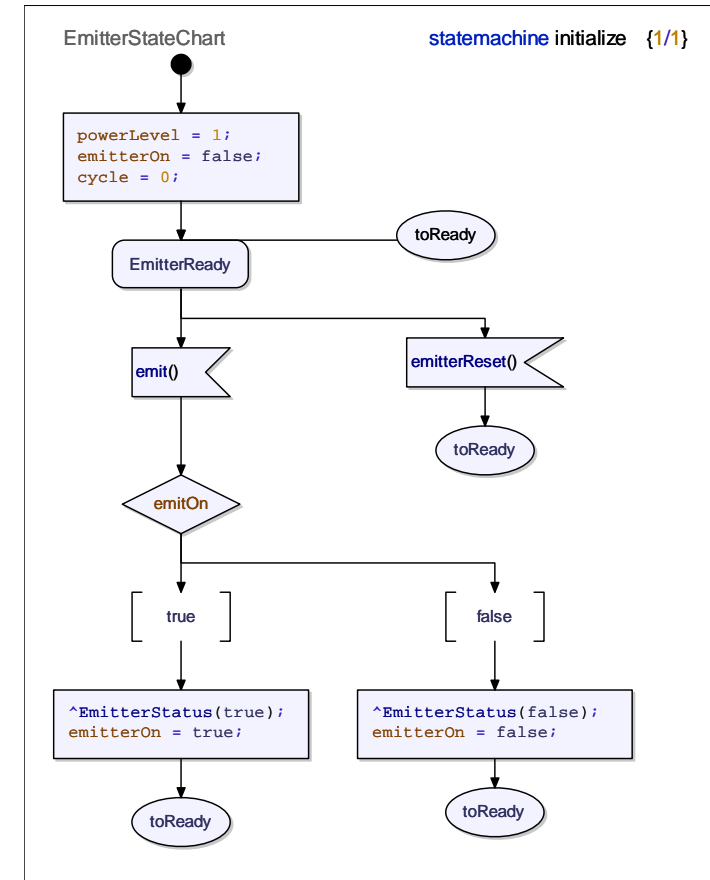 EmitterStateChart
statemachine initialize {1/1}
powerLevel = 1;
emitterOn = false;
cycle = 0;
toReady
EmitterReady
emit()
emitterReset()
toReady
emitOn
true
false
^EmitterStatus(true);
emitterOn = true;
^EmitterStatus(false);
emitterOn = false;
toReady
toReady